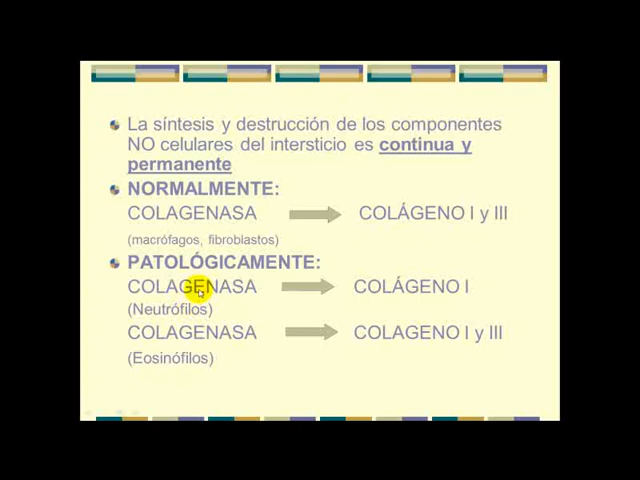 La síntesis y destrucción de los componentes
NO celulares del intersticio es continua y
permanente
NORMALMENTE:
COLAGENASA COLÁGENO I y III
(macrófagos, fibroblastos)
PATOLÓGICAMENTE:
COLAGENASA COLÁGENO I
(Neutrófilos)
COLAGENASA COLAGENO I y III
(Eosinófilos)